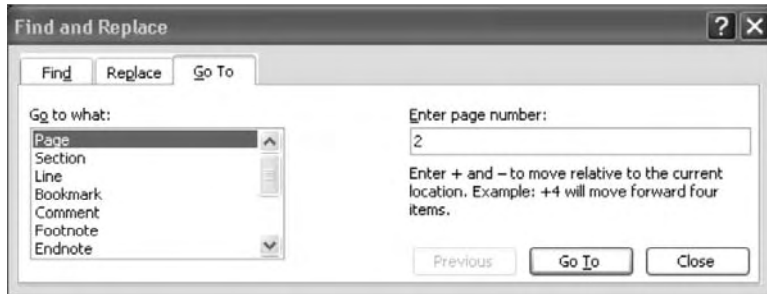 Find and Replace
Find Replace Go To
Go to what:
Page
Section
Line
Bookmark
Comment
Footnote
Endnote
Enter page number:
2
Enter + and – to move relative to the current
location. Example: +4 will move forward four
items.
Previous Go To Close